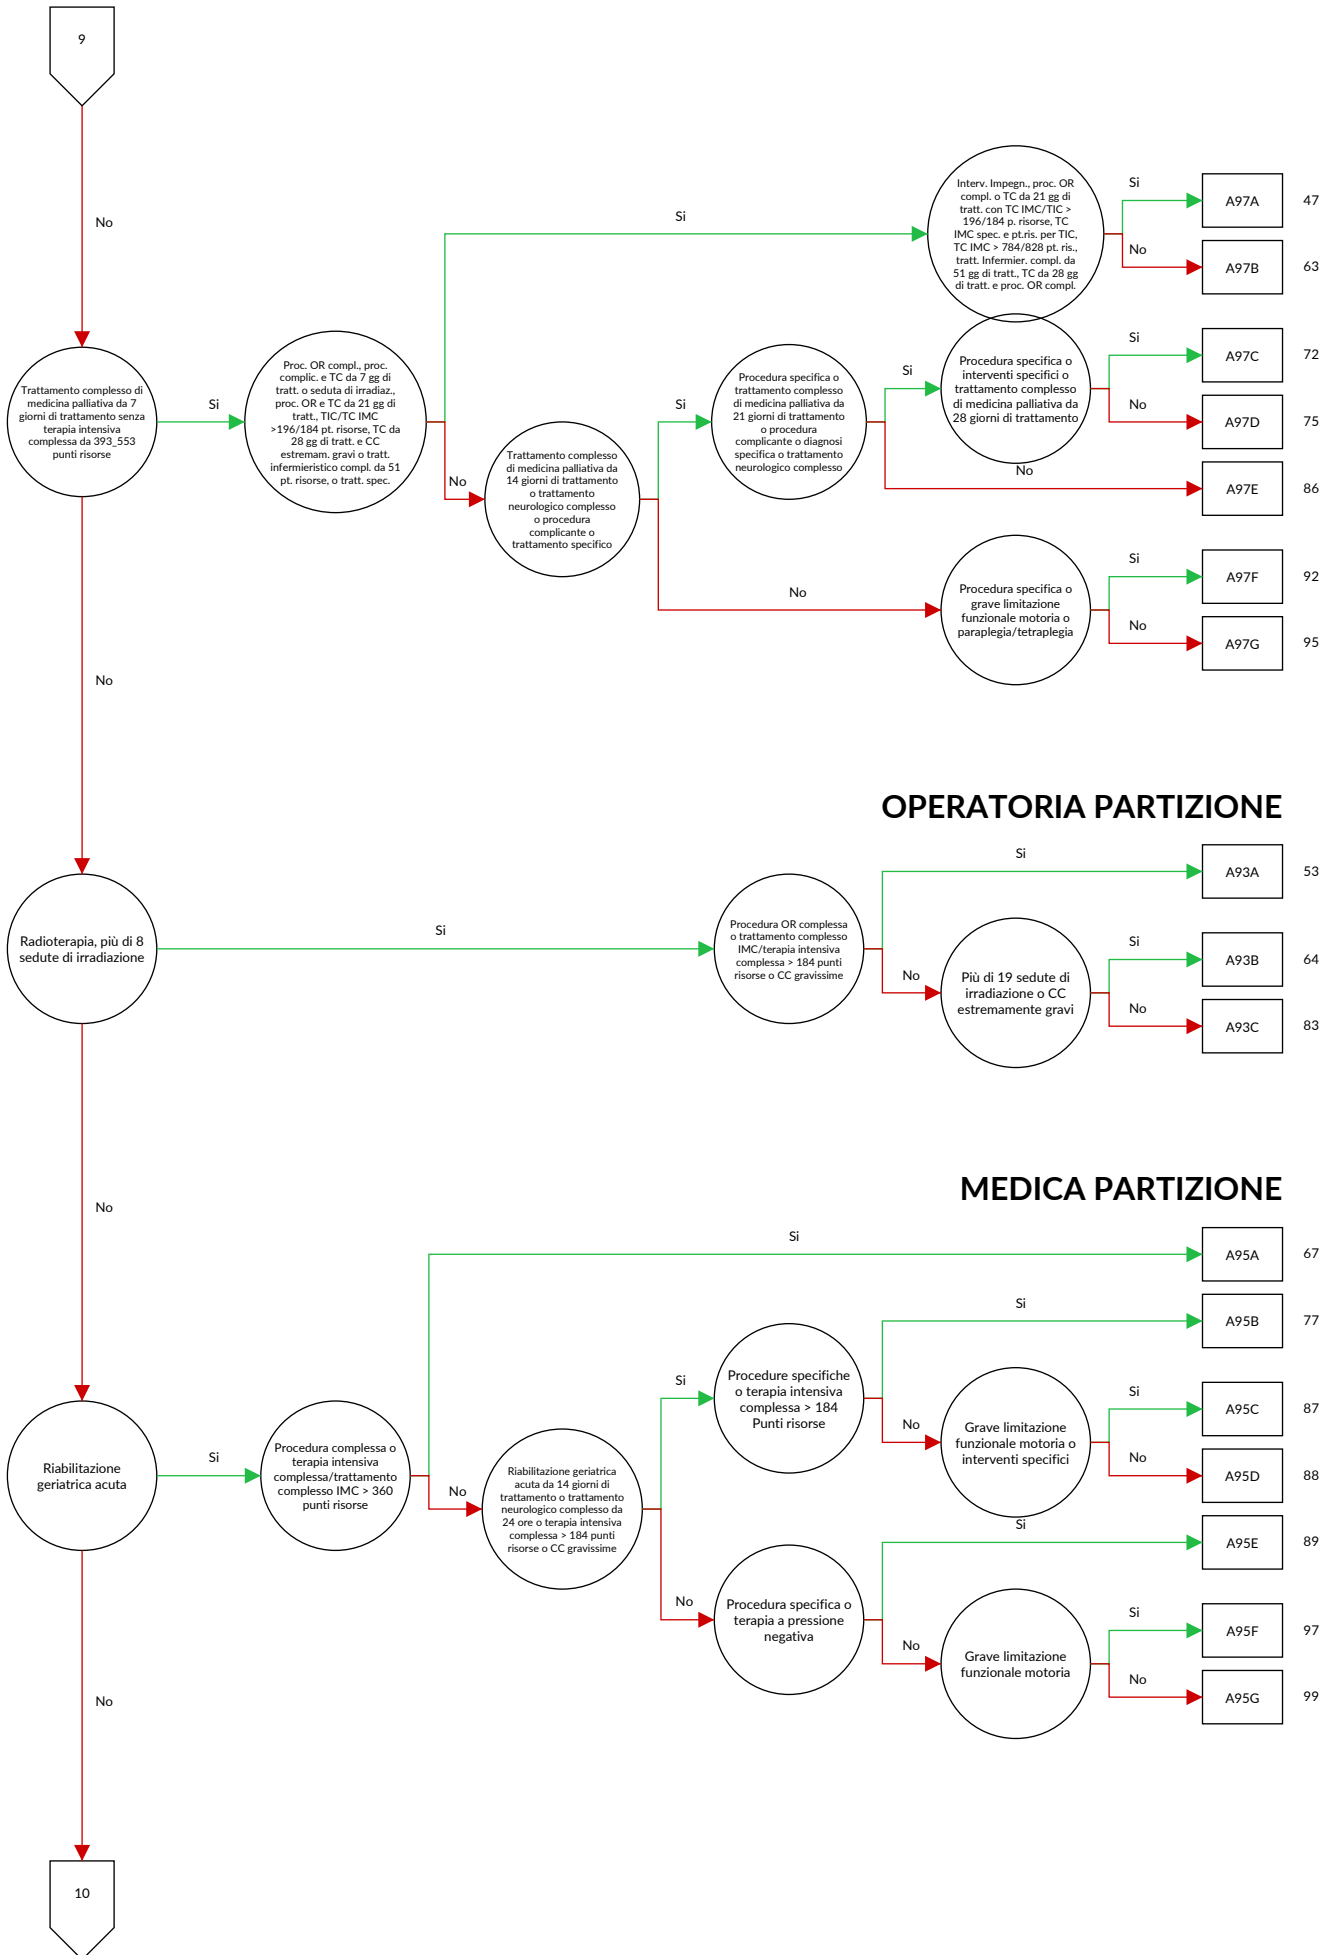 9
No
Interv. Impegn., proc. OR
compl. o TC da 21 gg di
tratt. con TC IMC/TIC >
196/184 p. risorse, TC
IMC spec. e pt.ris. per TIC,
TC IMC > 784/828 pt. ris.,
tratt. Infermier. compl. da
51 gg di tratt., TC da 28 gg
di tratt. e proc. OR compl.
Si
A97A
47
Si
No
A97B
63
Trattamento complesso di
medicina palliativa da 7
giorni di trattamento senza
terapia intensiva
complessa da 393_553
punti risorse
Si
Proc. OR compl., proc.
complic. e TC da 7 gg di
tratt. o seduta di irradiaz.,
proc. OR e TC da 21 gg di
tratt., TIC/TC IMC
>196/184 pt. risorse, TC da
28 gg di tratt. e CC
estremam. gravi o tratt.
infermieristico compl. da 51
pt. risorse, o tratt. spec.
No
Trattamento complesso
di medicina palliativa da
14 giorni di trattamento
o trattamento
neurologico complesso
o procedura
complicante o
trattamento specifico
Si
Procedura specifica o
trattamento complesso
di medicina palliativa da
21 giorni di trattamento
o procedura
complicante o diagnosi
specifica o trattamento
neurologico complesso
Si
Procedura specifica o
interventi specifici o
trattamento complesso
di medicina palliativa da
28 giorni di trattamento
Si
A97C
72
No
A97D
75
No
A97E
86
No
Procedura specifica o
grave limitazione
funzionale motoria o
paraplegia/tetraplegia
Si
A97F
92
No
A97G
95
No
OPERATORIA PARTIZIONE
Radioterapia, più di 8
sedute di irradiazione
Si
Procedura OR complessa
o trattamento complesso
IMC/terapia intensiva
complessa > 184 punti
risorse o CC gravissime
Si
A93A
53
No
Più di 19 sedute di
irradiazione o CC
estremamente gravi
Si
A93B
64
No
A93C
83
No
MEDICA PARTIZIONE
Riabilitazione
geriatrica acuta
Si
Procedura complessa o
terapia intensiva
complessa/trattamento
complesso IMC > 360
punti risorse
Si
A95A
67
No
Riabilitazione geriatrica
acuta da 14 giorni di
trattamento o trattamento
neurologico complesso da
24 ore o terapia intensiva
complessa > 184 punti
risorse o CC gravissime
Si
Procedure specifiche
o terapia intensiva
complessa > 184
Punti risorse
Si
A95B
77
No
Grave limitazione
funzionale motoria o
interventi specifici
Si
A95C
87
No
A95D
88
No
Procedura specifica o
terapia a pressione
negativa
Si
A95E
89
No
Grave limitazione
funzionale motoria
Si
A95F
97
No
A95G
99
No
10